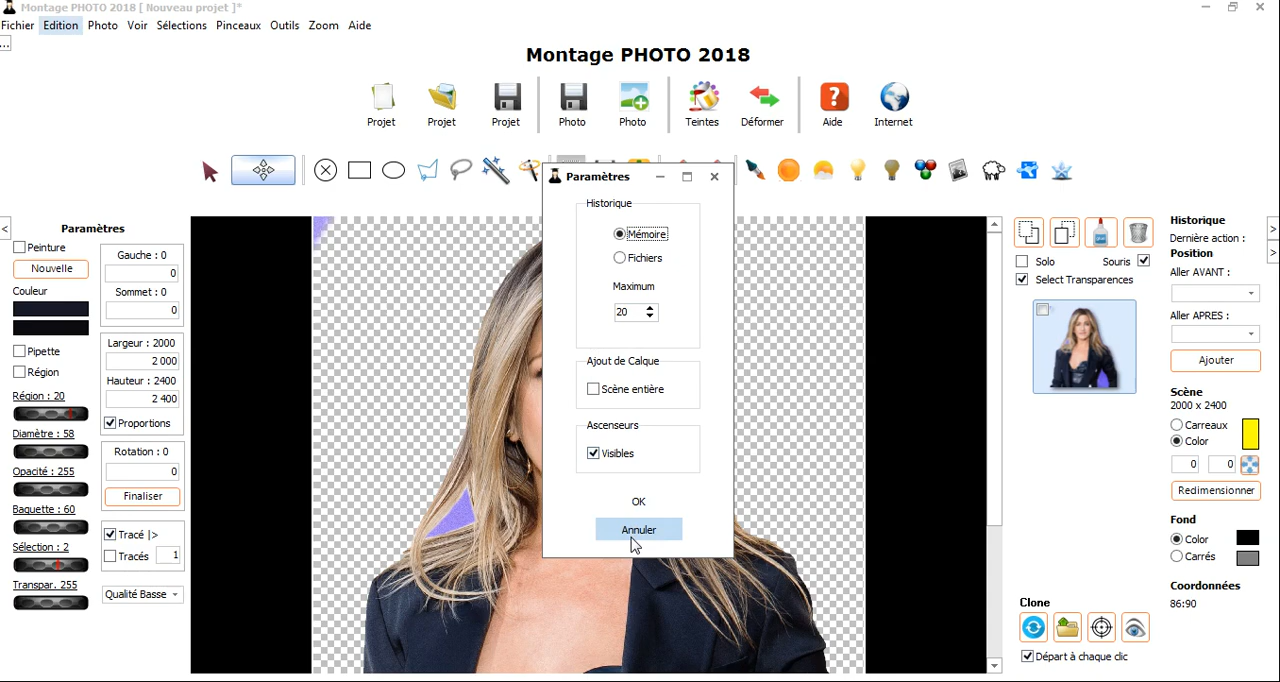 Montage PHOTO 2018 [ Nouveau projet ]*
Fichier Edition Photo Voir Sélections Pinceaux Outils Zoom Aide
...
Montage PHOTO 2018
Projet Projet Projet Photo Photo Teintes Déformer Aide Internet
Paramètres
Peinture
Nouvelle
Couleur
Pipette
Région
Région : 20
Diamètre : 58
Opacité : 255
Baguette : 60
Sélection : 2
Transpar. 255
Gauche : 0
0
Sommet : 0
0
Largeur : 2000
2 000
Hauteur : 2400
2 400
Proportions
Rotation : 0
0
Finaliser
Tracé |>
Tracés 1
Qualité Basse
Paramètres
Historique
Mémoire
Fichiers
Maximum
20
Ajout de Calque
Scène entière
Ascenseurs
Visibles
OK
Annuler
Solo Souris
Select Transparences
Clone
Départ à chaque clic
Historique
Dernière action :
Position
Aller AVANT :
Aller APRES :
Ajouter
Scène
2000 x 2400
Carreaux
Color
0 0
Redimensionner
Fond
Color
Carrés
Coordonnées
86:90